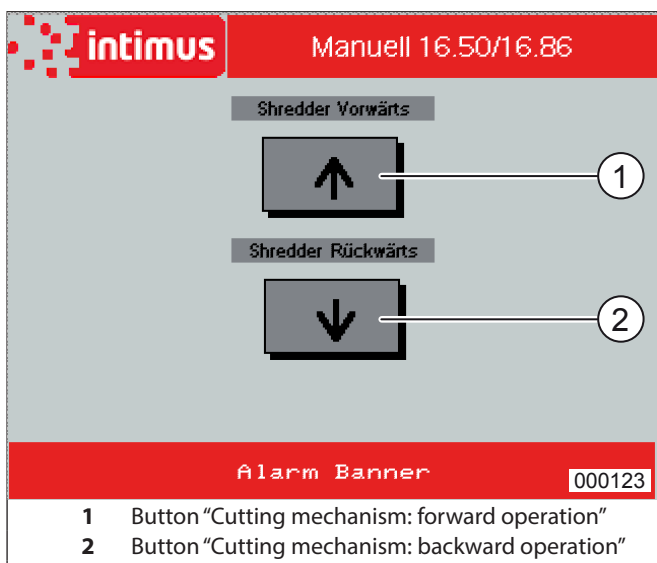 intimus Manuell 16.50/16.86
Shredder Vorwärts
1
Shredder Rückwärts
2
Alarm Banner
000123
1 Button “Cutting mechanism: forward operation”
2 Button “Cutting mechanism: backward operation”